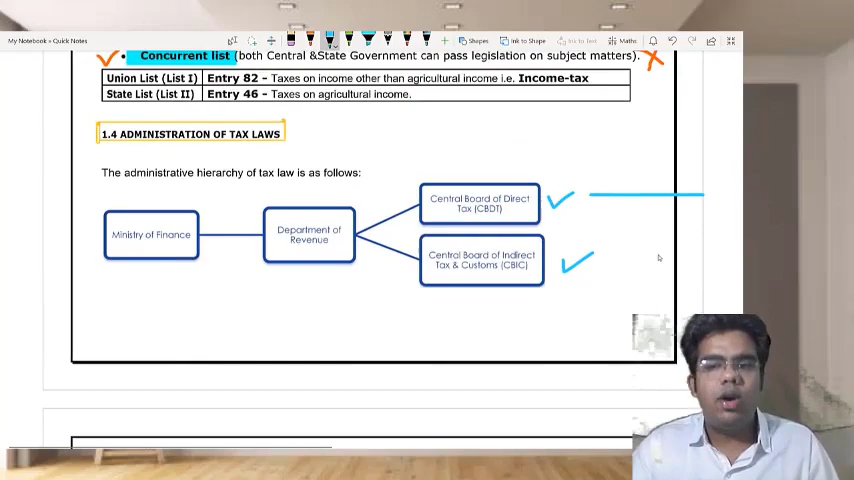 My Notebook » Quick Notes
Shapes
Ink to Shape
Ink to Text
Maths
• Concurrent list (both Central &State Government can pass legislation on subject matters).
Union List (List I) Entry 82 – Taxes on income other than agricultural income i.e. Income-tax
State List (List II) Entry 46 – Taxes on agricultural income.
1.4 ADMINISTRATION OF TAX LAWS
The administrative hierarchy of tax law is as follows:
Ministry of Finance
Department of
Revenue
Central Board of Direct
Tax (CBDT)
Central Board of Indirect
Tax & Customs (CBIC)